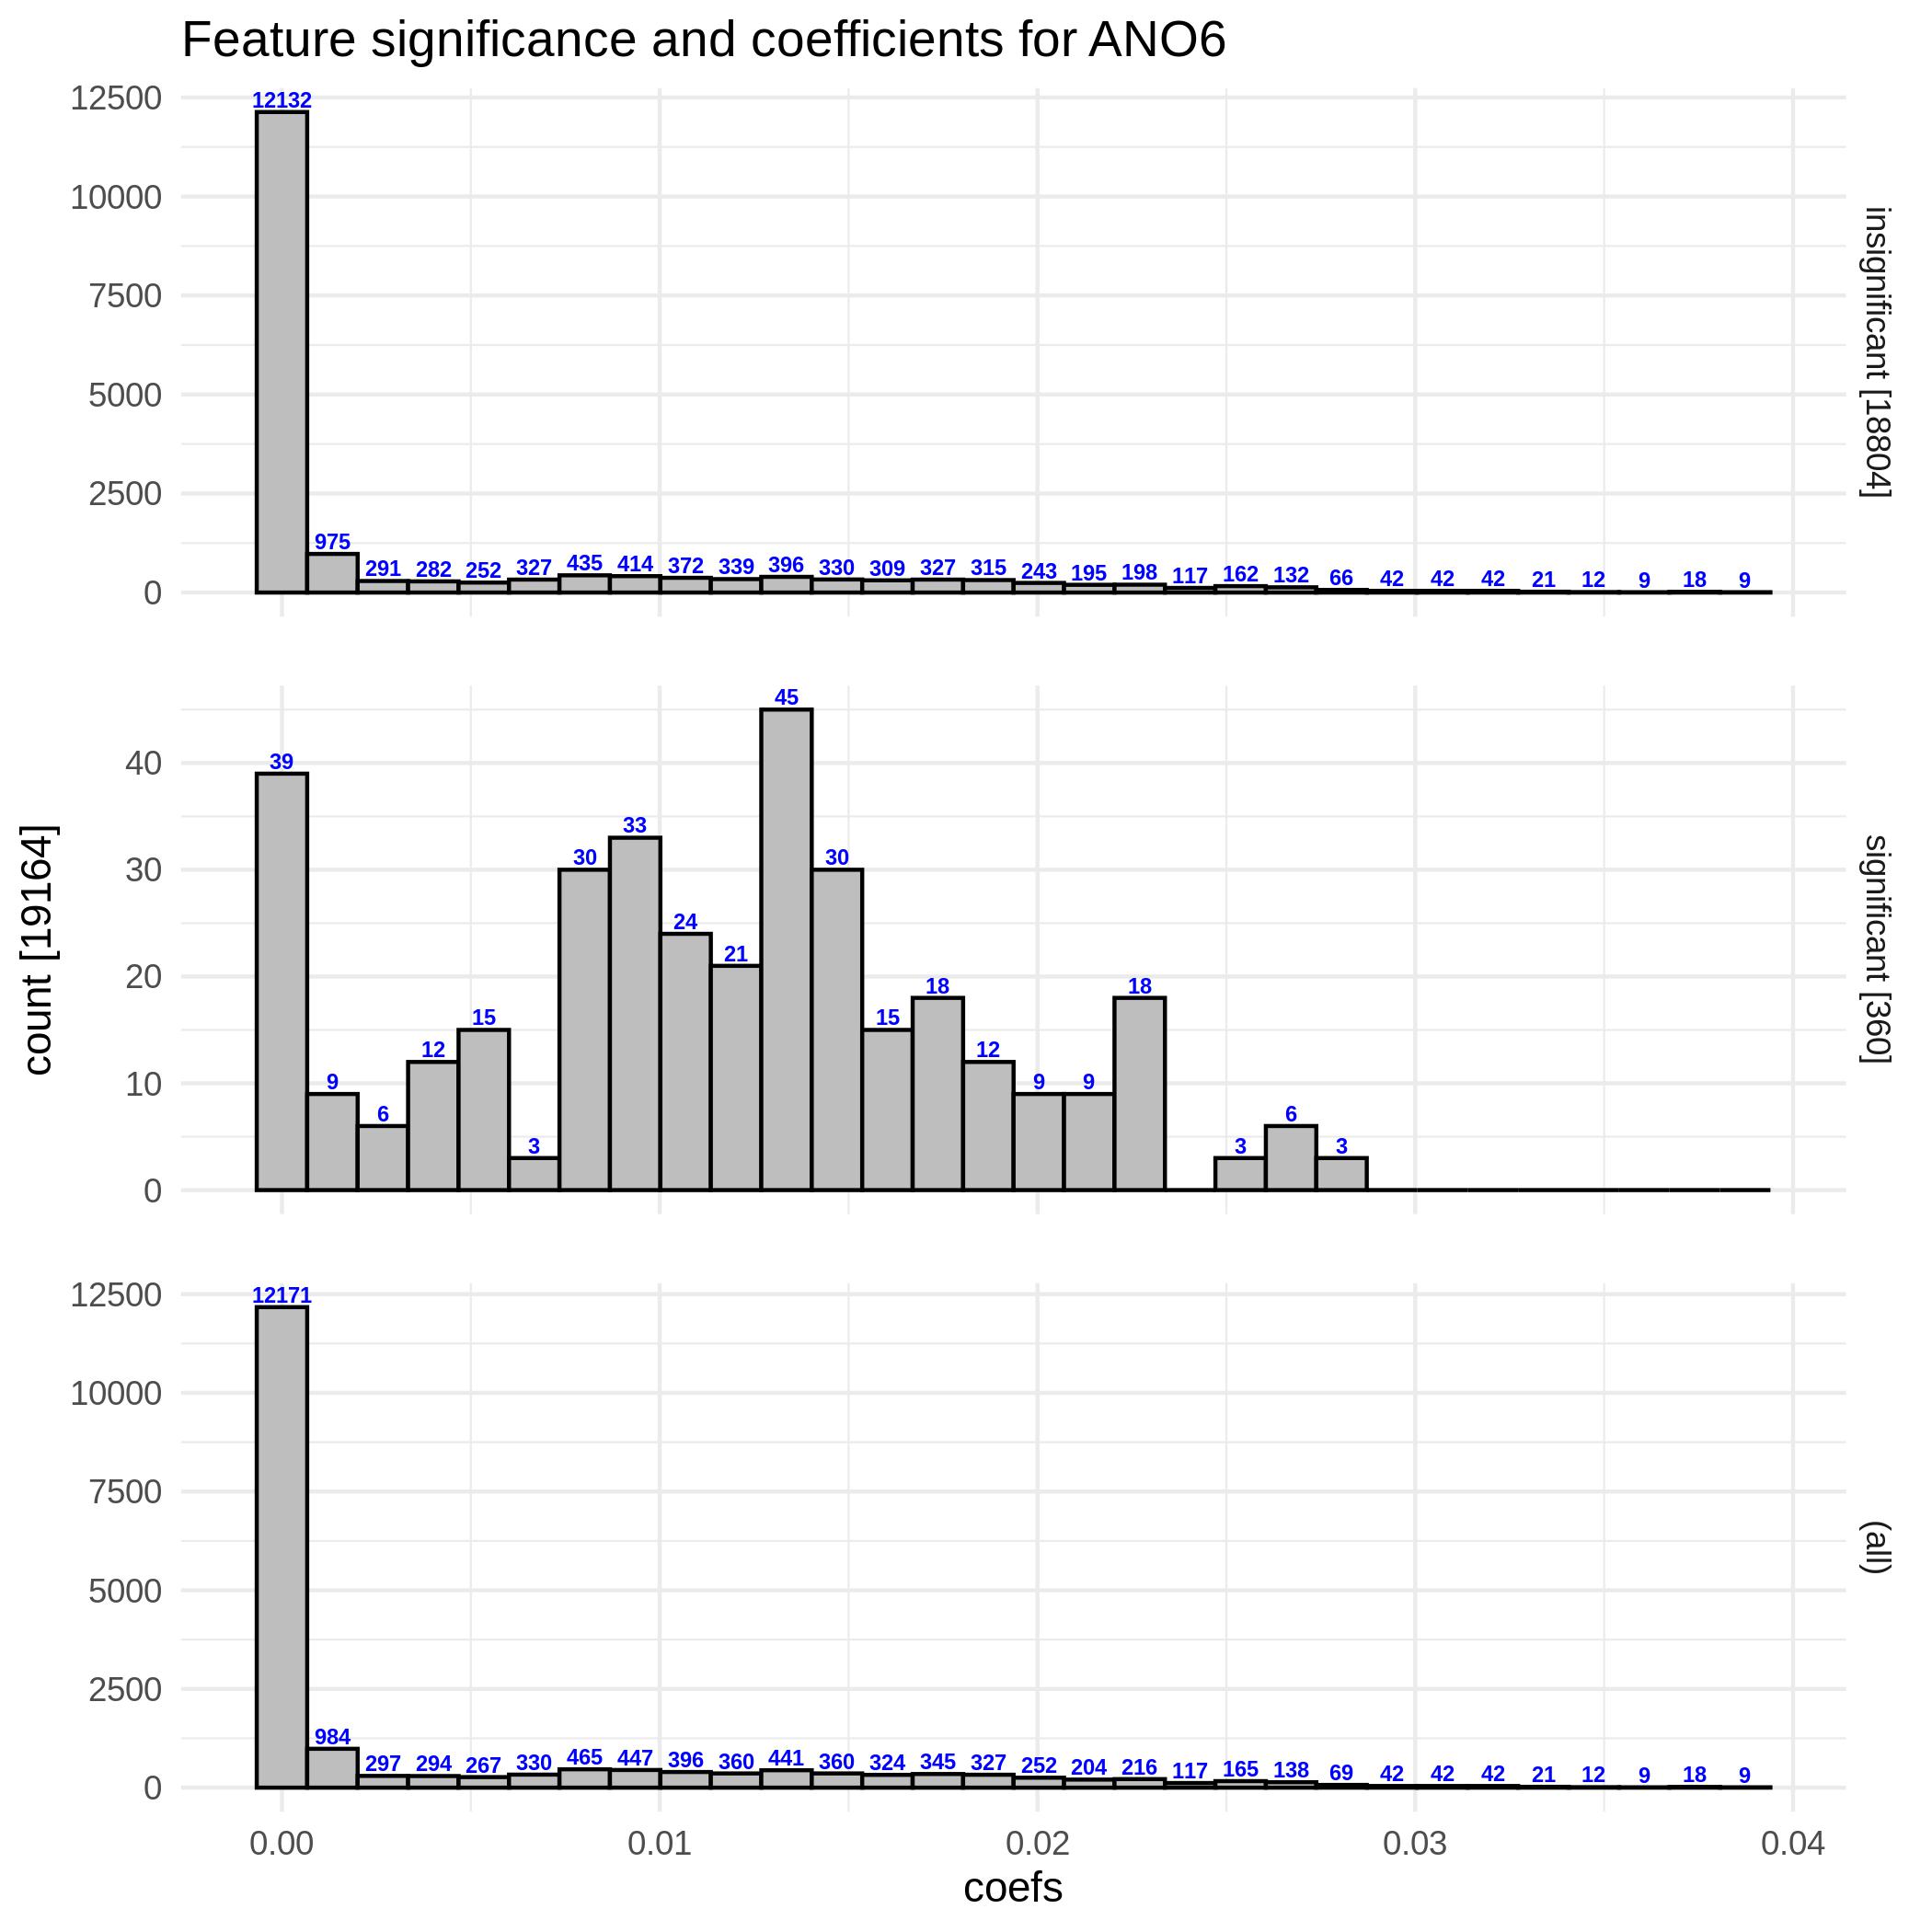 Feature significance and coefficients for ANO6
12500
10000
7500
5000
2500
0
12132 975 291 282 252 327 435 414 372 339 396 330 309 327 315 243 195 198 117 162 132 66 42 42 42 21 12 9 18 9
insignificant [18804]
count [19164]
40
30
20
10
0
39 9 6 12 15 3 30 33 24 21 45 30 15 18 12 9 9 18 3 6 3
significant [360]
12500
10000
7500
5000
2500
0
12171 984 297 294 267 330 465 447 396 360 441 360 324 345 327 252 204 216 117 165 138 69 42 42 42 21 12 9 18 9
(all)
0.00 0.01 0.02 0.03 0.04
coefs